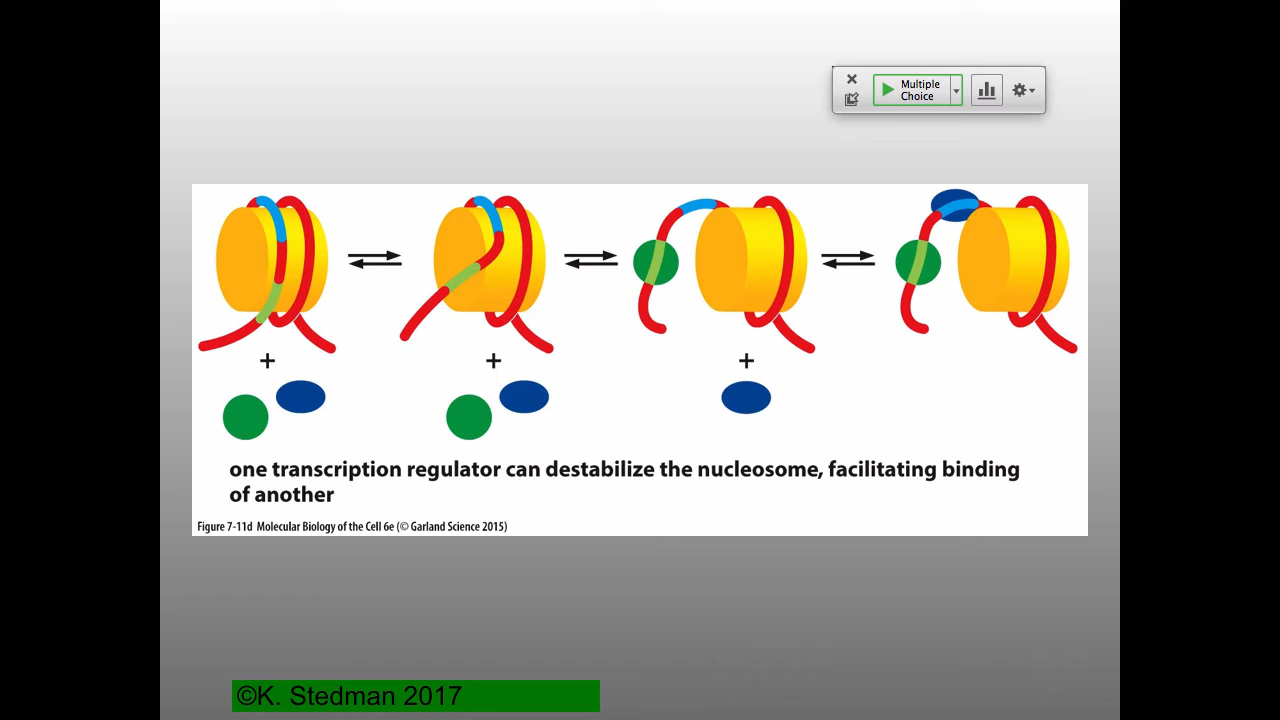 Multiple
Choice
+
+
+
one transcription regulator can destabilize the nucleosome, facilitating binding
of another
Figure 7-11d Molecular Biology of the Cell 6e (© Garland Science 2015)
©K. Stedman 2017